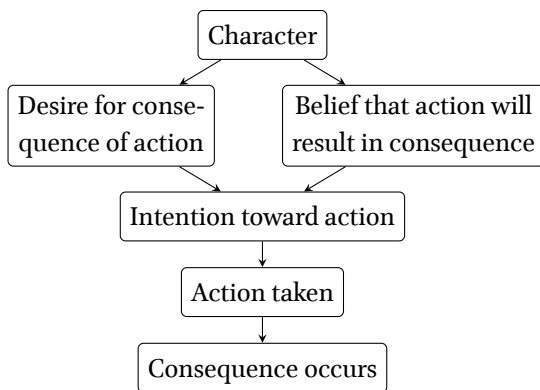 Character
Desire for conse-
quence of action
Belief that action will
result in consequence
Intention toward action
Action taken
Consequence occurs